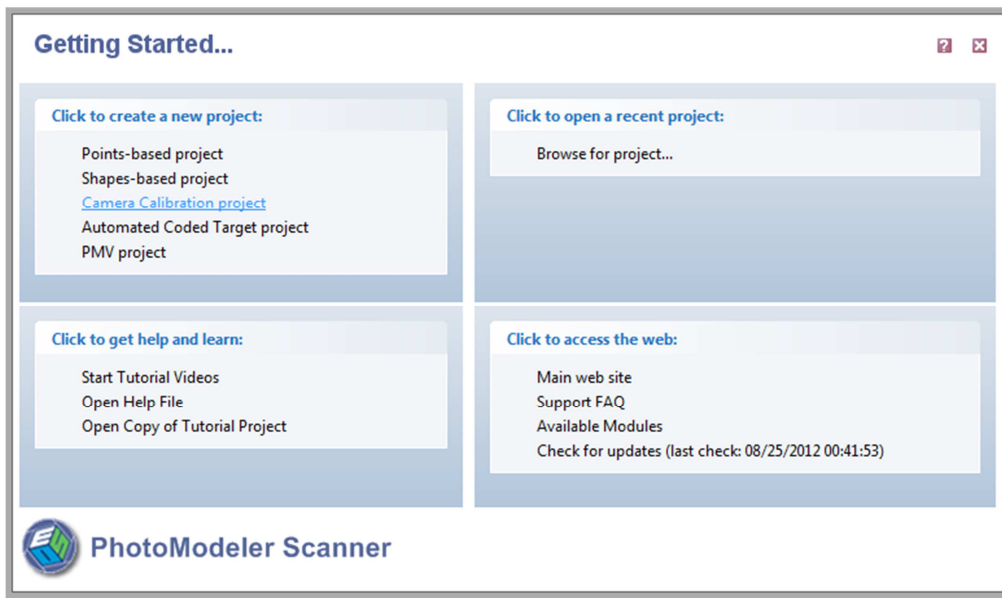 Getting Started...
Click to create a new project:
Points-based project
Shapes-based project
Camera Calibration project
Automated Coded Target project
PMV project
Click to open a recent project:
Browse for project...
Click to get help and learn:
Start Tutorial Videos
Open Help File
Open Copy of Tutorial Project
Click to access the web:
Main web site
Support FAQ
Available Modules
Check for updates (last check: 08/25/2012 00:41:53)
PhotoModeler Scanner